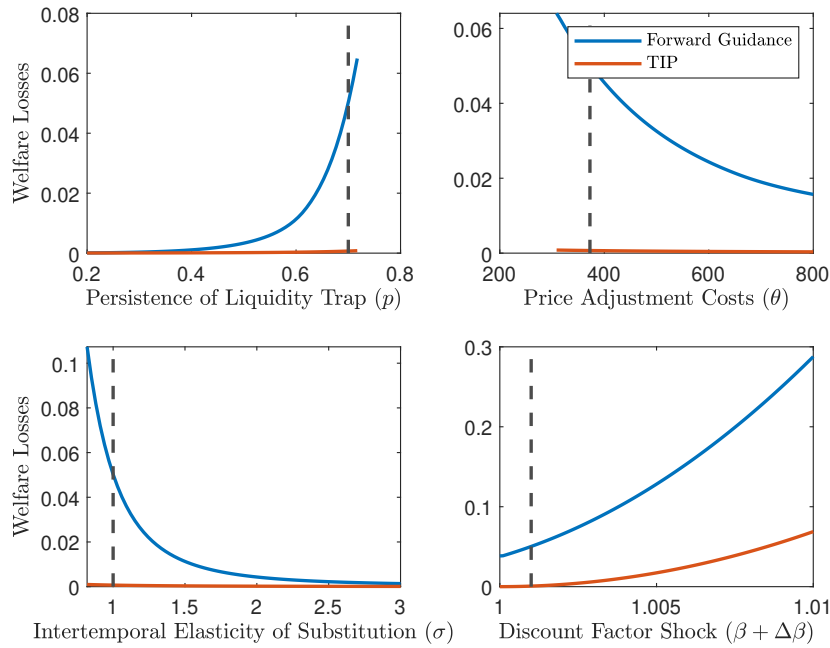 0.08
0.06
0.04
0.02
0
Welfare Losses
0.2 0.4 0.6 0.8
Persistence of Liquidity Trap (p)
0.06
0.04
0.02
0
Forward Guidance
TIP
200 400 600 800
Price Adjustment Costs (θ)
0.1
0.08
0.06
0.04
0.02
0
Welfare Losses
1 1.5 2 2.5 3
Intertemporal Elasticity of Substitution (σ)
0.3
0.2
0.1
0
1 1.005 1.01
Discount Factor Shock (β + Δβ)